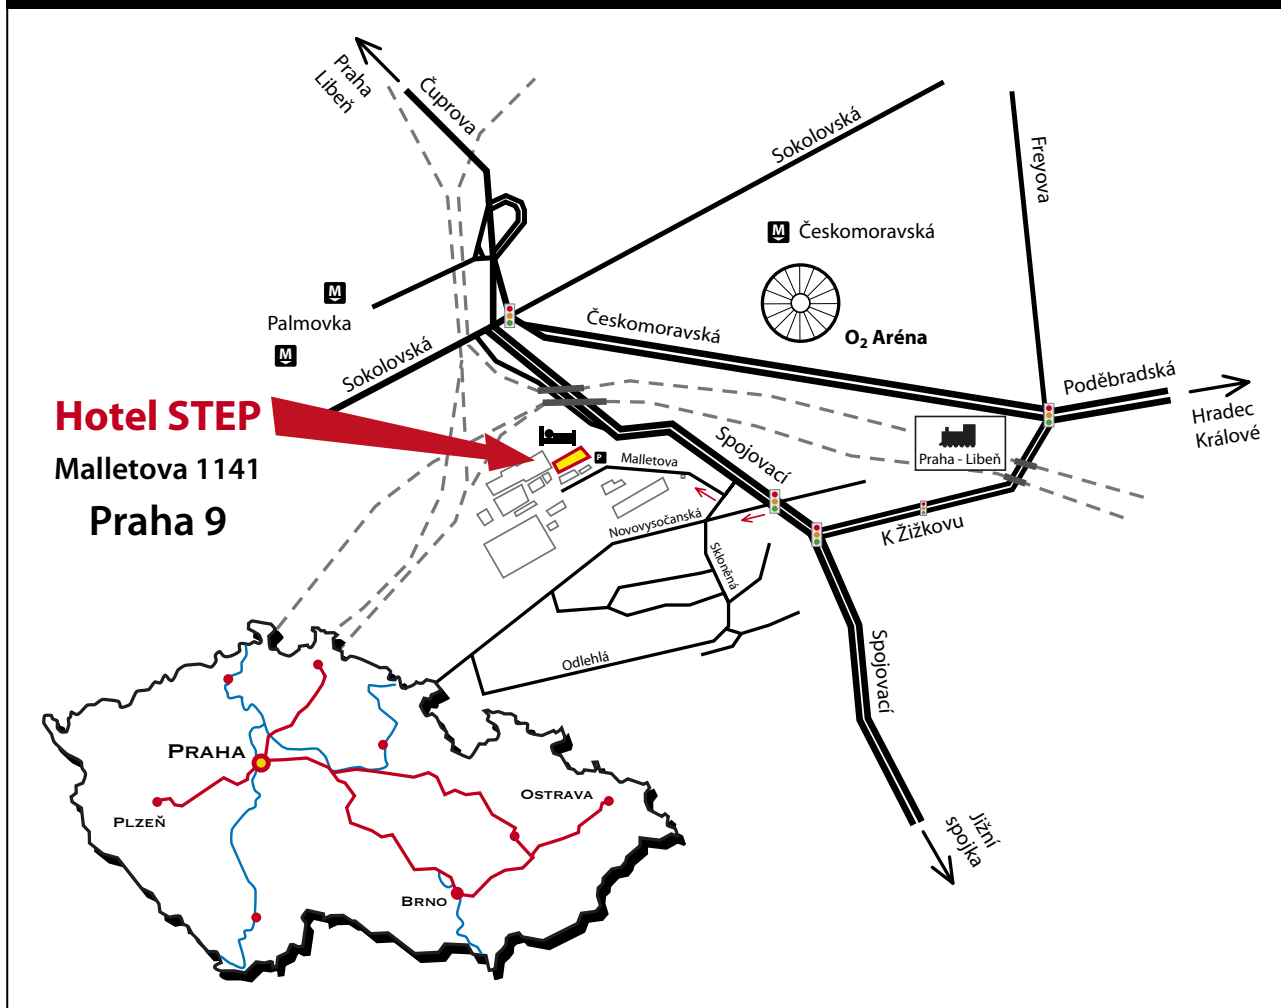 Praha
Libeň
Čuprova
Sokolovská
Freyova
M
Českomoravská
M
Palmovka
M
Sokolovská
Českomoravská
O₂ Aréna
Poděbradská
Hradec
Králové
Hotel STEP
Malletova 1141
Praha 9
P
Malletova
Spojovací
Praha - Libeň
Novovysočanská
K Žižkovu
Skloněná
Odlehlá
Spojovací
Jižní
spojka
PRAHA
PLZEŇ
OSTRAVA
BRNO